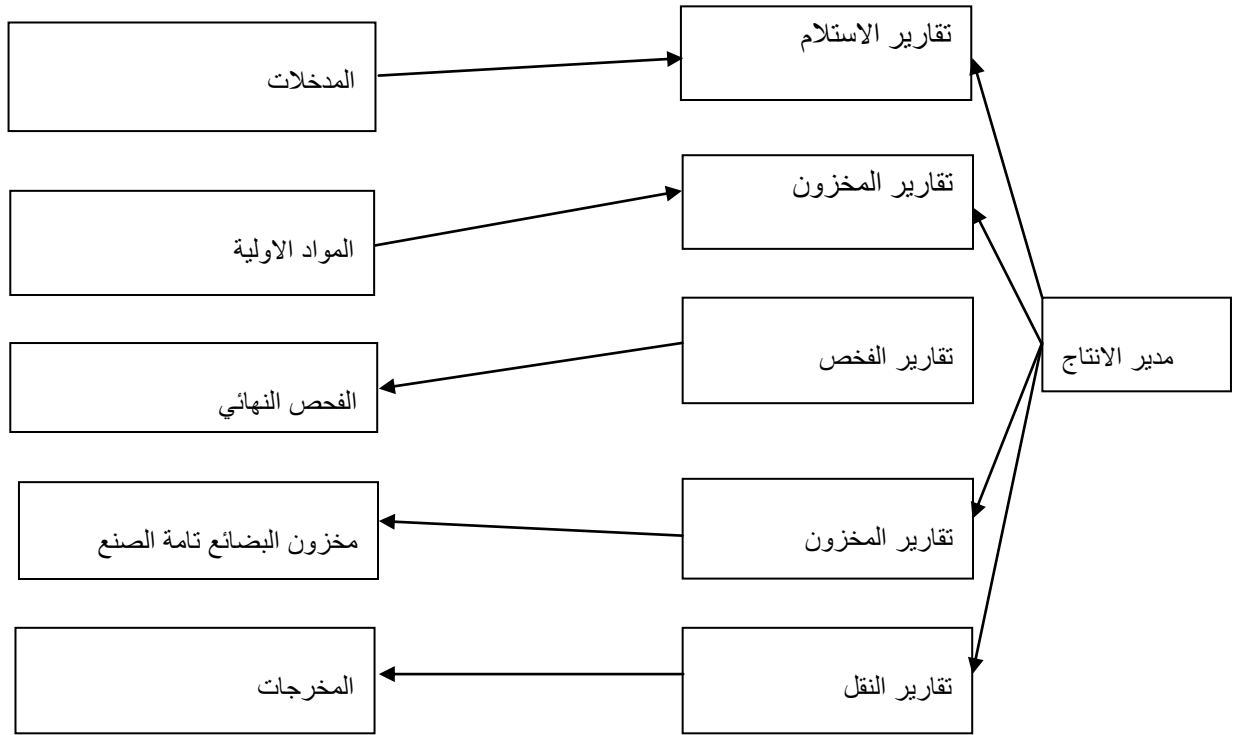 تقارير الاستلام
المدخلات
تقارير المخزون
المواد الاولية
مدير الانتاج
تقارير الفخص
الفحص النهائي
تقارير المخزون
مخزون البضائع تامة الصنع
تقارير النقل
المخرجات